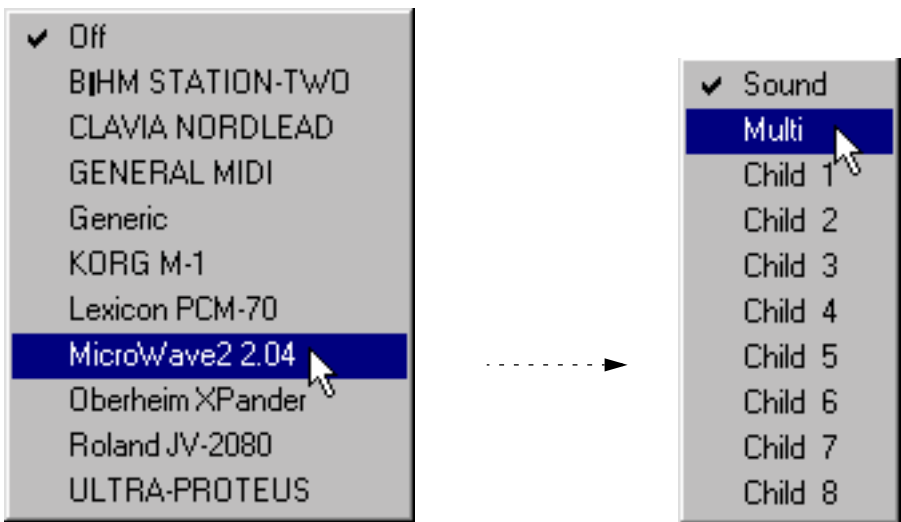 Off
B|HM STATION-TWO
CLAVIA NORDLEAD
GENERAL MIDI
Generic
KORG M-1
Lexicon PCM-70
MicroWave2 2.04
Oberheim XPander
Roland JV-2080
ULTRA-PROTEUS
Sound
Multi
Child 1
Child 2
Child 3
Child 4
Child 5
Child 6
Child 7
Child 8